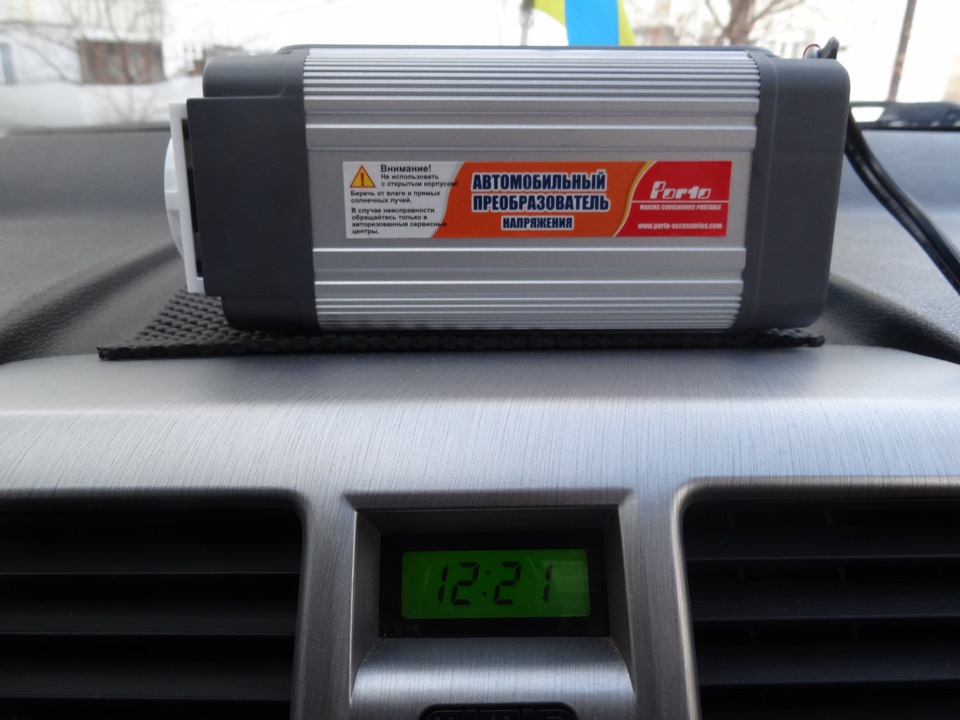 Внимание!
Не использовать
с открытым корпусом!
Беречь от влаги и прямых
солнечных лучей.
В случае неисправности
обращайтесь только в
авторизованные сервисные
центры.
АВТОМОБИЛЬНЫЙ
ПРЕОБРАЗОВАТЕЛЬ
НАПРЯЖЕНИЯ
Porto
MAKING CONVENIENCE PORTABLE
www.porto-accessories.com
12:21